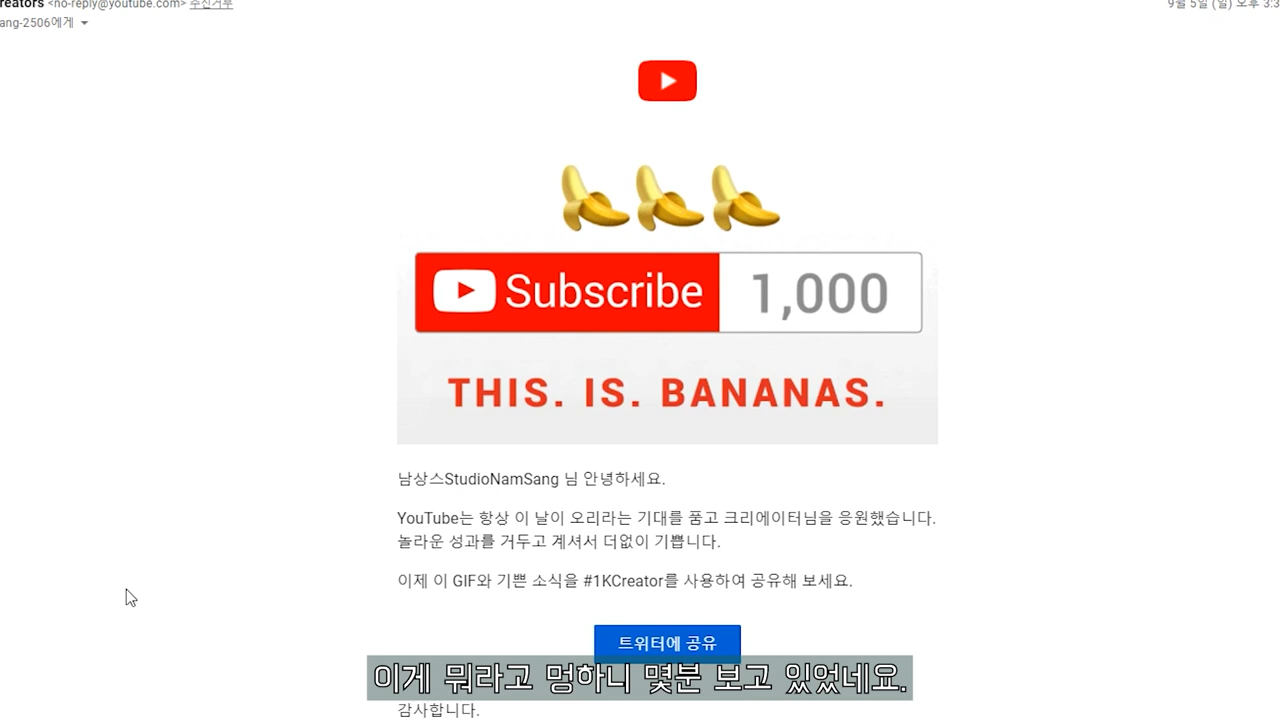 reators <no-reply@youtube.com> 수신거부
9월 5일 (일) 오후 3:3
ang-2506에게
Subscribe 1,000
THIS. IS. BANANAS.
남상스StudioNamSang 님 안녕하세요.
YouTube는 항상 이 날이 오리라는 기대를 품고 크리에이터님을 응원했습니다.
놀라운 성과를 거두고 계셔서 더없이 기쁩니다.
이제 이 GIF와 기쁜 소식을 #1KCreator를 사용하여 공유해 보세요.
트위터에 공유
이게 뭐라고 멍하니 몇분 보고 있었네요.
감사합니다.